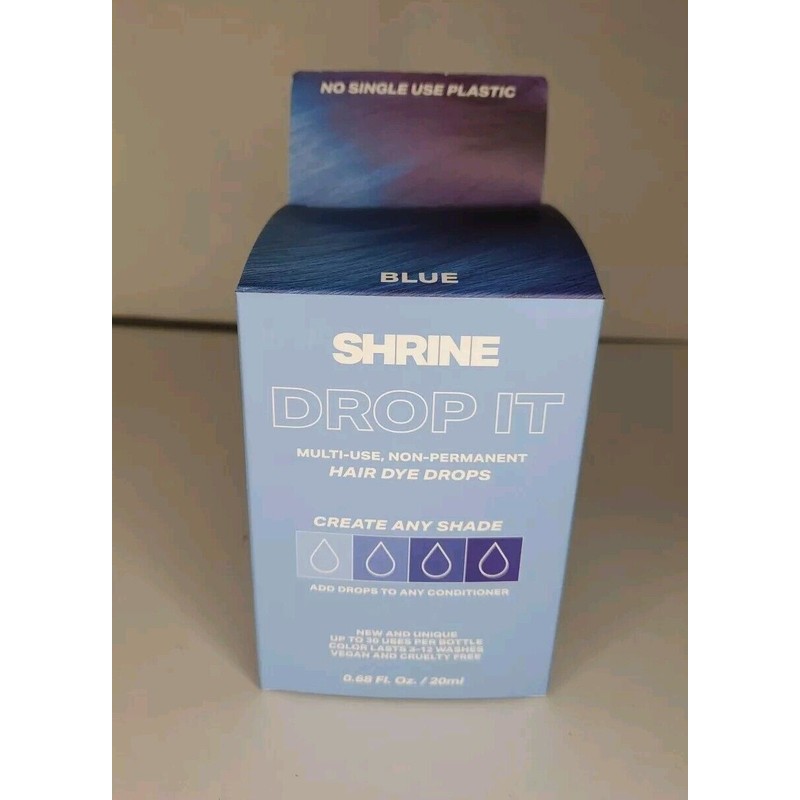 NO SINGLE USE PLASTIC
BLUE
SHRINE
DROP IT
MULTI-USE, NON-PERMANENT
HAIR DYE DROPS
CREATE ANY SHADE
ADD DROPS TO ANY CONDITIONER
NEW AND UNIQUE
UP TO 30 USES PER BOTTLE
COLOR LASTS 3-12 WASHES
VEGAN AND CRUELTY FREE
0.68 Fl. Oz. / 20ml